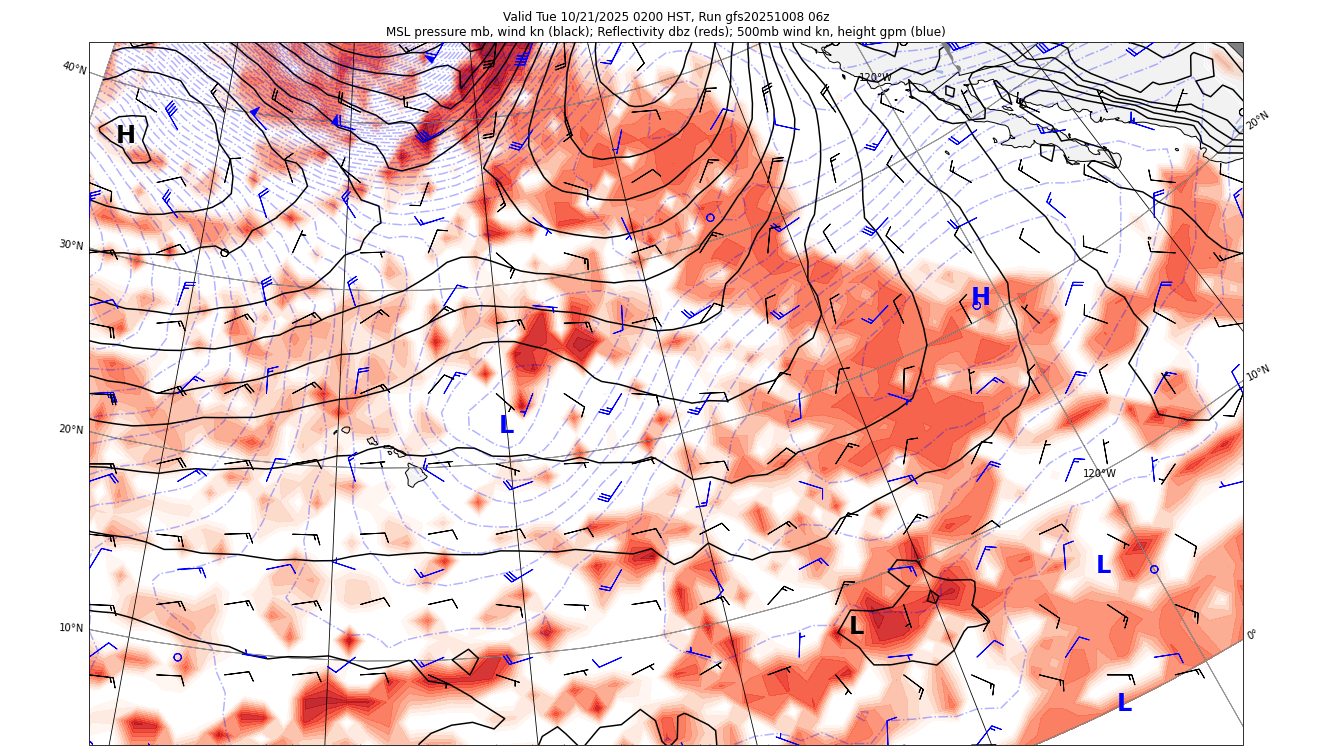 Valid Tue 10/21/2025 0200 HST, Run gfs20251008 06z
MSL pressure mb, wind kn (black); Reflectivity dbz (reds); 500mb wind kn, height gpm (blue)
40°N
120°W
20°N
H
30°N
H
10°N
20°N
L
120°W
L
10°N
L
0°
L